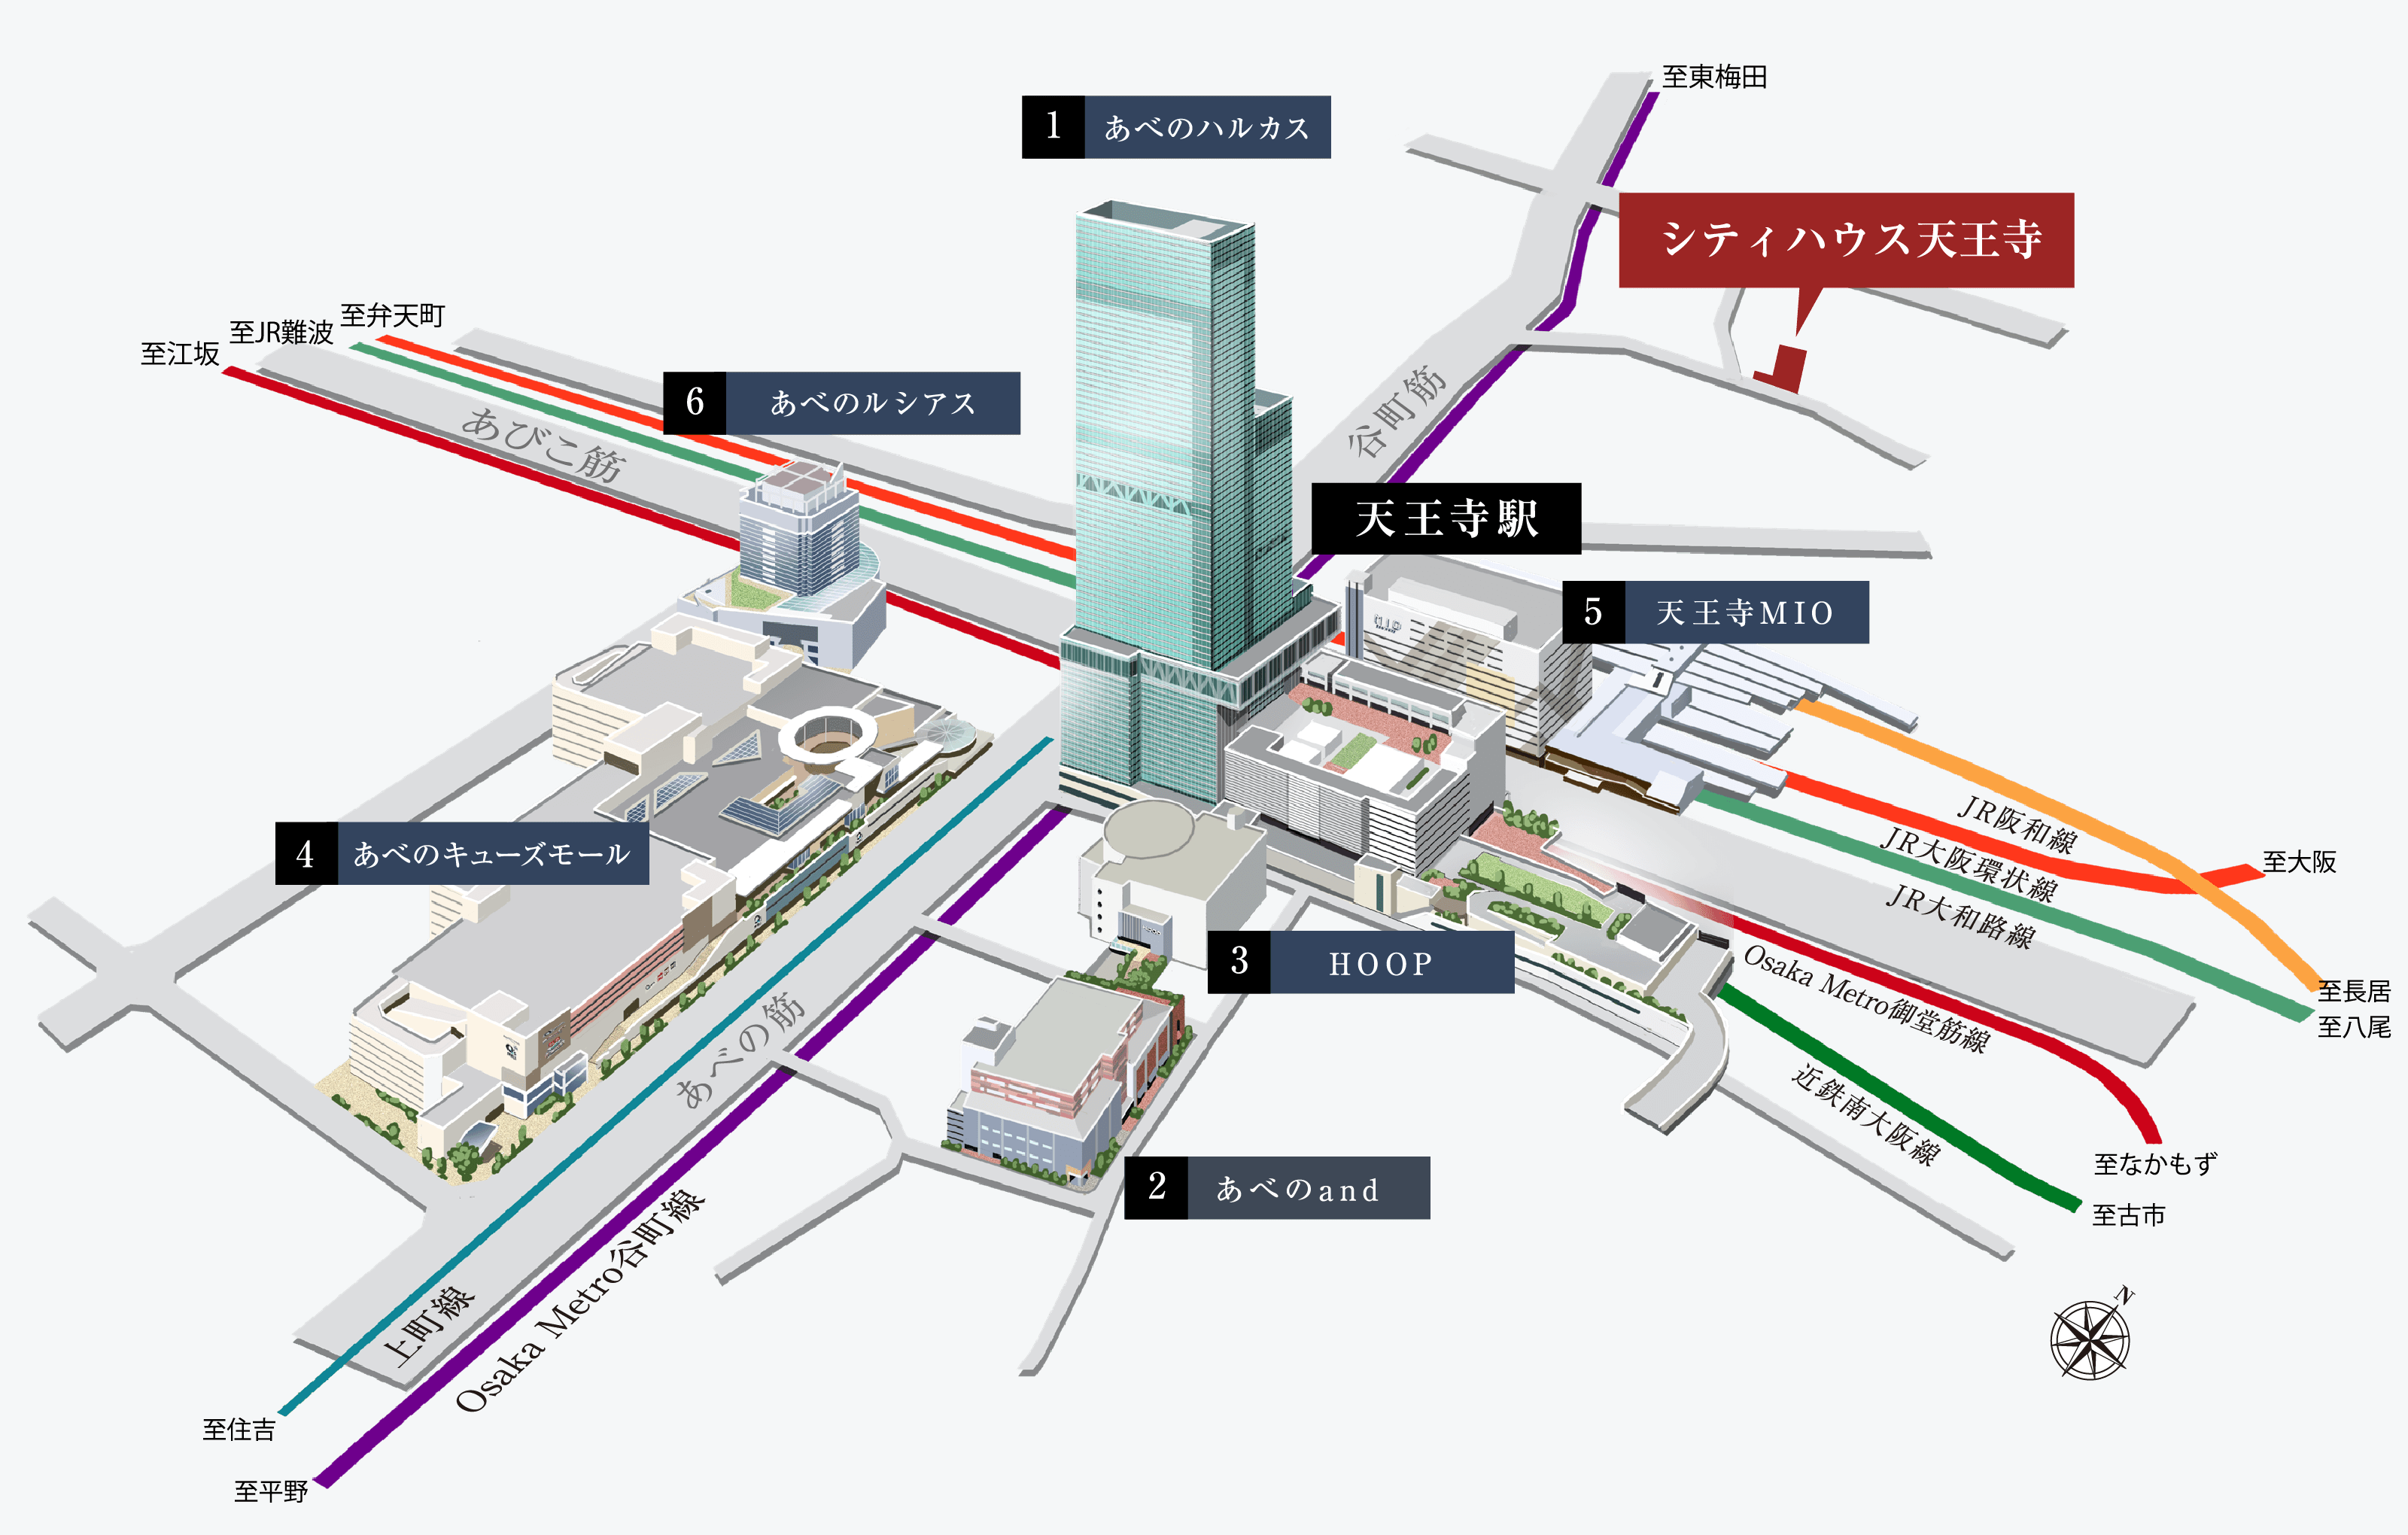 至東梅田
1 あべのハルカス
シティハウス天王寺
至弁天町
至JR難波
至江坂
6 あべのルシアス
あびこ筋
谷町筋
天王寺駅
5 天王寺MIO
JR阪和線
JR大阪環状線
至大阪
4 あべのキューズモール
JR大和路線
3 HOOP
Osaka Metro御堂筋線
至長居
至八尾
あべの筋
近鉄南大阪線
至なかもず
2 あべのand
至古市
Osaka Metro谷町線
上町線
N
至住吉
至平野